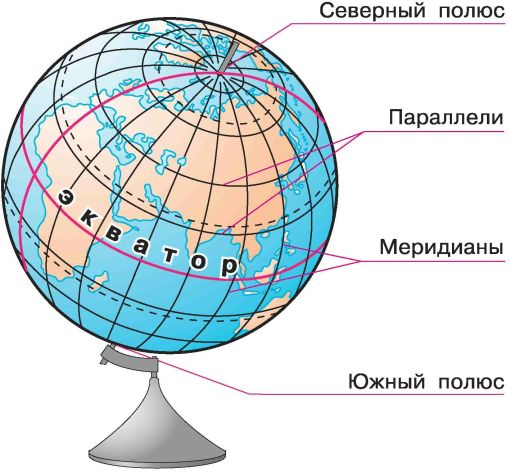 Северный полюс
Параллели
экватор
Меридианы
Южный полюс